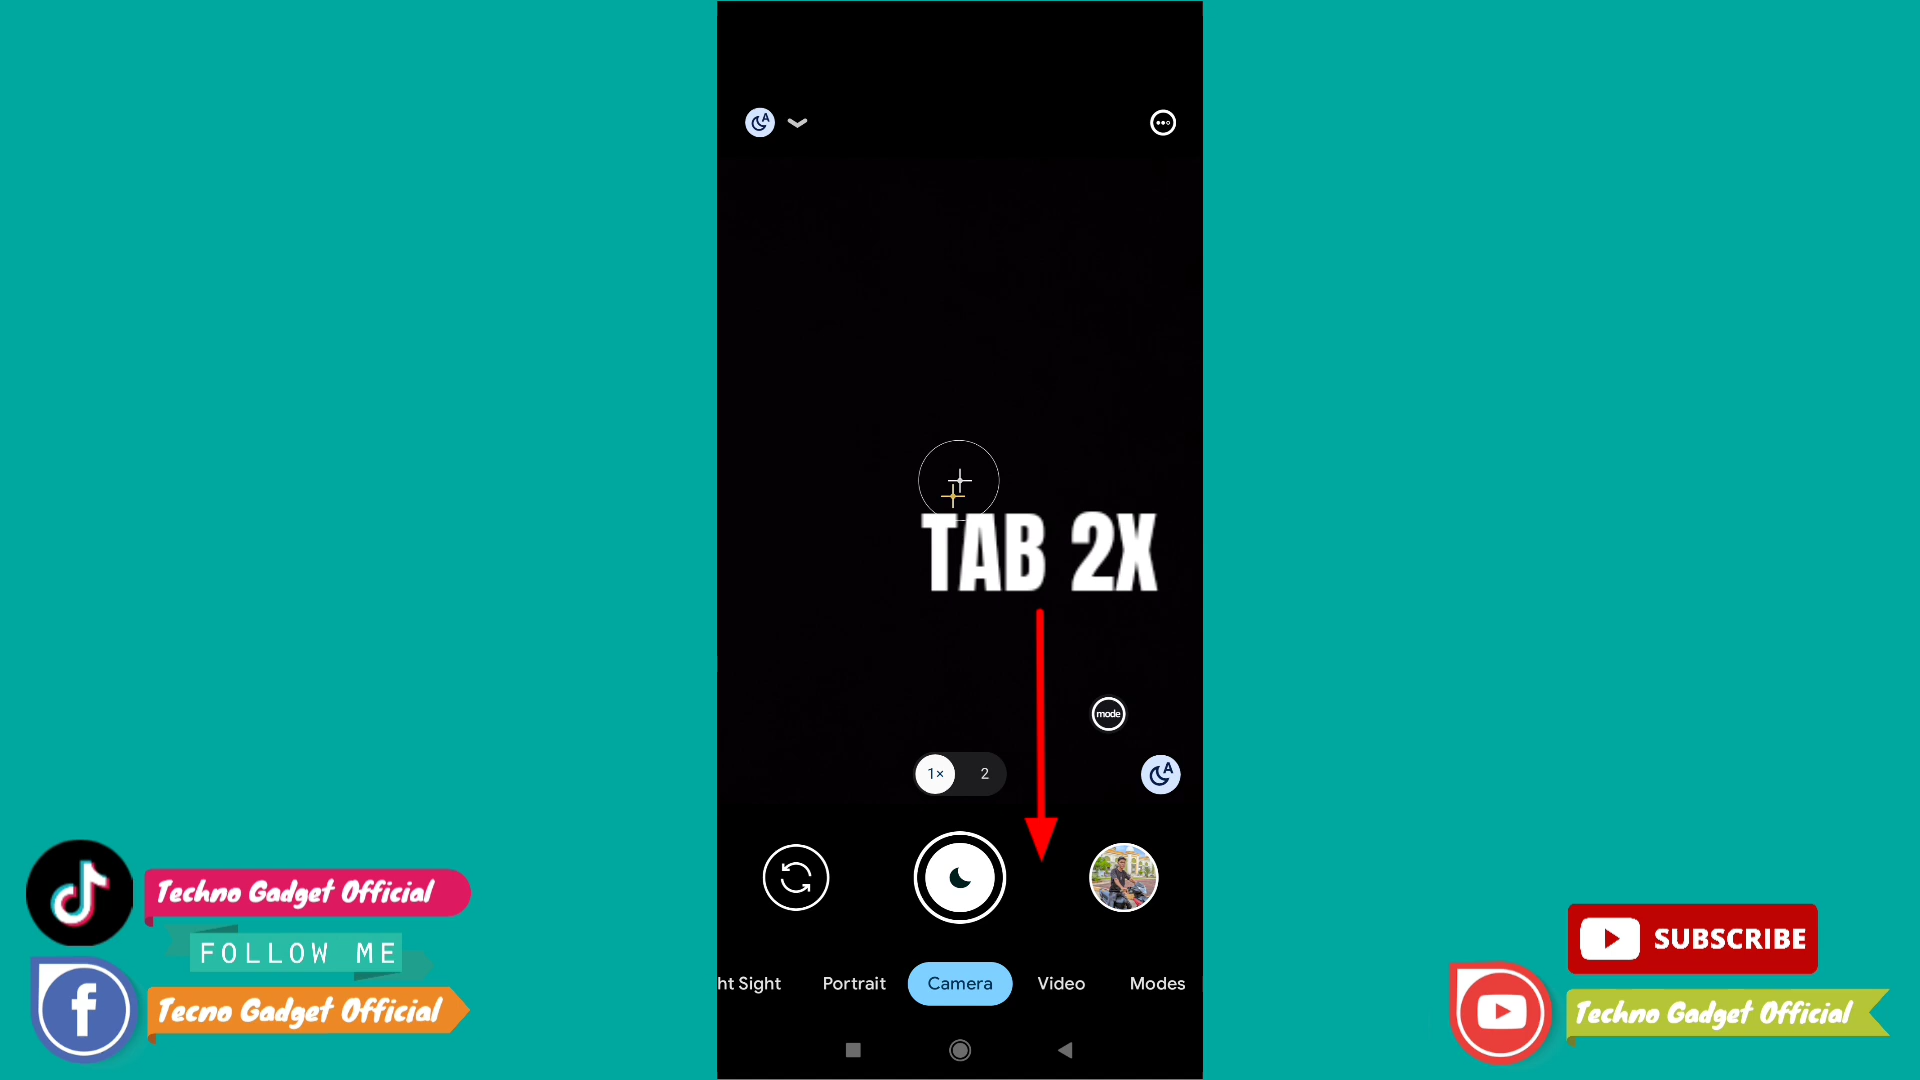 A
TAB 2X
mode
1×
2
A
ht Sight
Portrait
Camera
Video
Modes
Techno Gadget Official
FOLLOW ME
Tecno Gadget Official
SUBSCRIBE
Techno Gadget Official